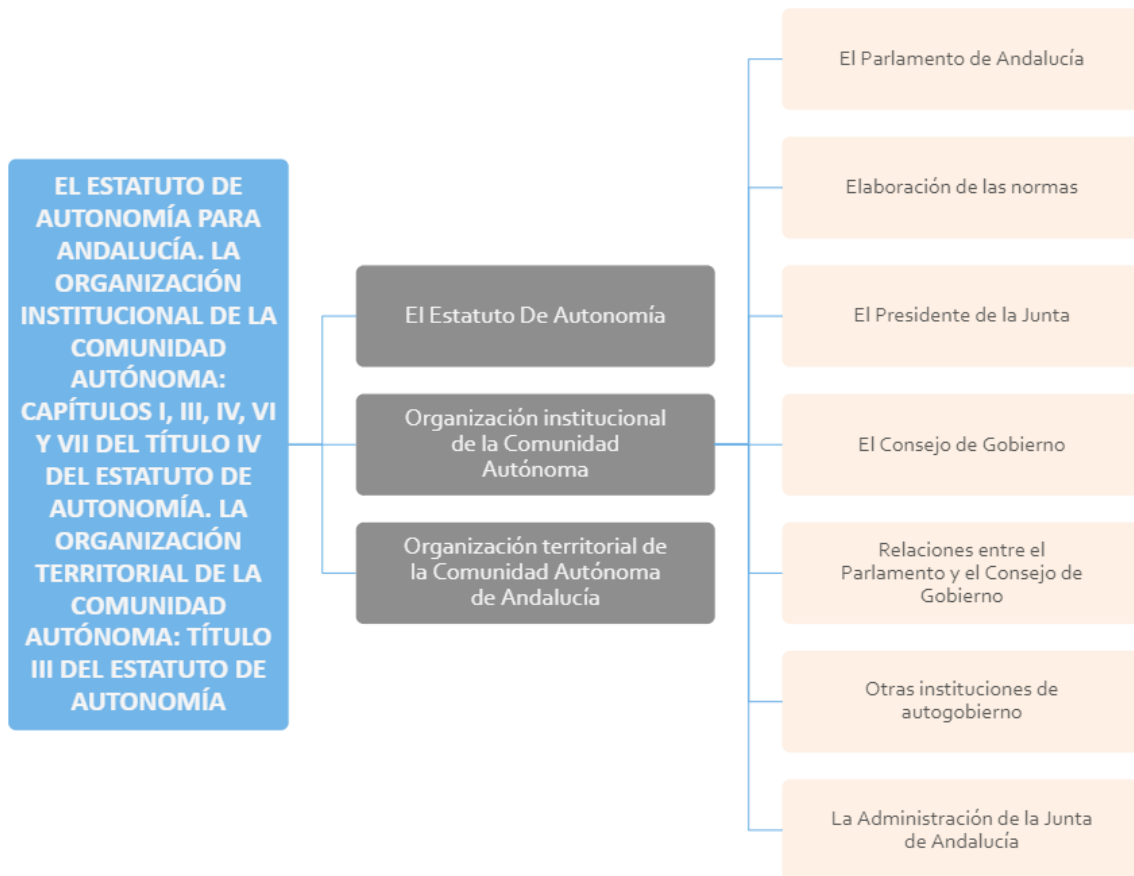 EL ESTATUTO DE
AUTONOMÍA PARA
ANDALUCÍA. LA
ORGANIZACIÓN
INSTITUCIONAL DE LA
COMUNIDAD
AUTÓNOMA:
CAPÍTULOS I, III, IV, VI
Y VII DEL TÍTULO IV
DEL ESTATUTO DE
AUTONOMÍA. LA
ORGANIZACIÓN
TERRITORIAL DE LA
COMUNIDAD
AUTÓNOMA: TÍTULO
III DEL ESTATUTO DE
AUTONOMÍA
El Estatuto De Autonomía
Organización institucional
de la Comunidad
Autónoma
Organización territorial de
la Comunidad Autónoma
de Andalucía
El Parlamento de Andalucía
Elaboración de las normas
El Presidente de la Junta
El Consejo de Gobierno
Relaciones entre el
Parlamento y el Consejo de
Gobierno
Otras instituciones de
autogobierno
La Administración de la Junta
de Andalucía